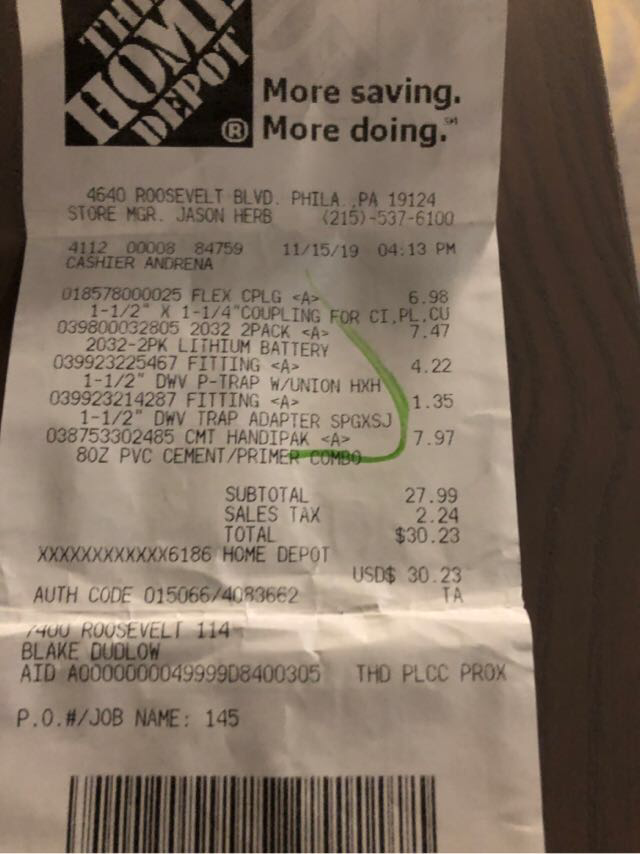 THE
HOME
DEPOT
®
More saving.
More doing.℠
4640 ROOSEVELT BLVD. PHILA.,PA 19124
STORE MGR. JASON HERB (215)-537-6100
4112 00008 84759 11/15/19 04:13 PM
CASHIER ANDRENA
018578000025 FLEX CPLG <A> 6.98
1-1/2" X 1-1/4"COUPLING FOR CI,PL,CU
039800032805 2032 2PACK <A> 7.47
2032-2PK LITHIUM BATTERY
039923225467 FITTING <A> 4.22
1-1/2" DWV P-TRAP W/UNION HXH
039923214287 FITTING <A> 1.35
1-1/2" DWV TRAP ADAPTER SPGXSJ
038753302485 CMT HANDIPAK <A> 7.97
8OZ PVC CEMENT/PRIMER COMBO
SUBTOTAL 27.99
SALES TAX 2.24
TOTAL $30.23
XXXXXXXXXXXX6186 HOME DEPOT
USD$ 30.23
AUTH CODE 015066/4083662 TA
7400 ROOSEVELT 114
BLAKE DUDLOW
AID A0000000049999D8400305 THD PLCC PROX
P.O.#/JOB NAME: 145